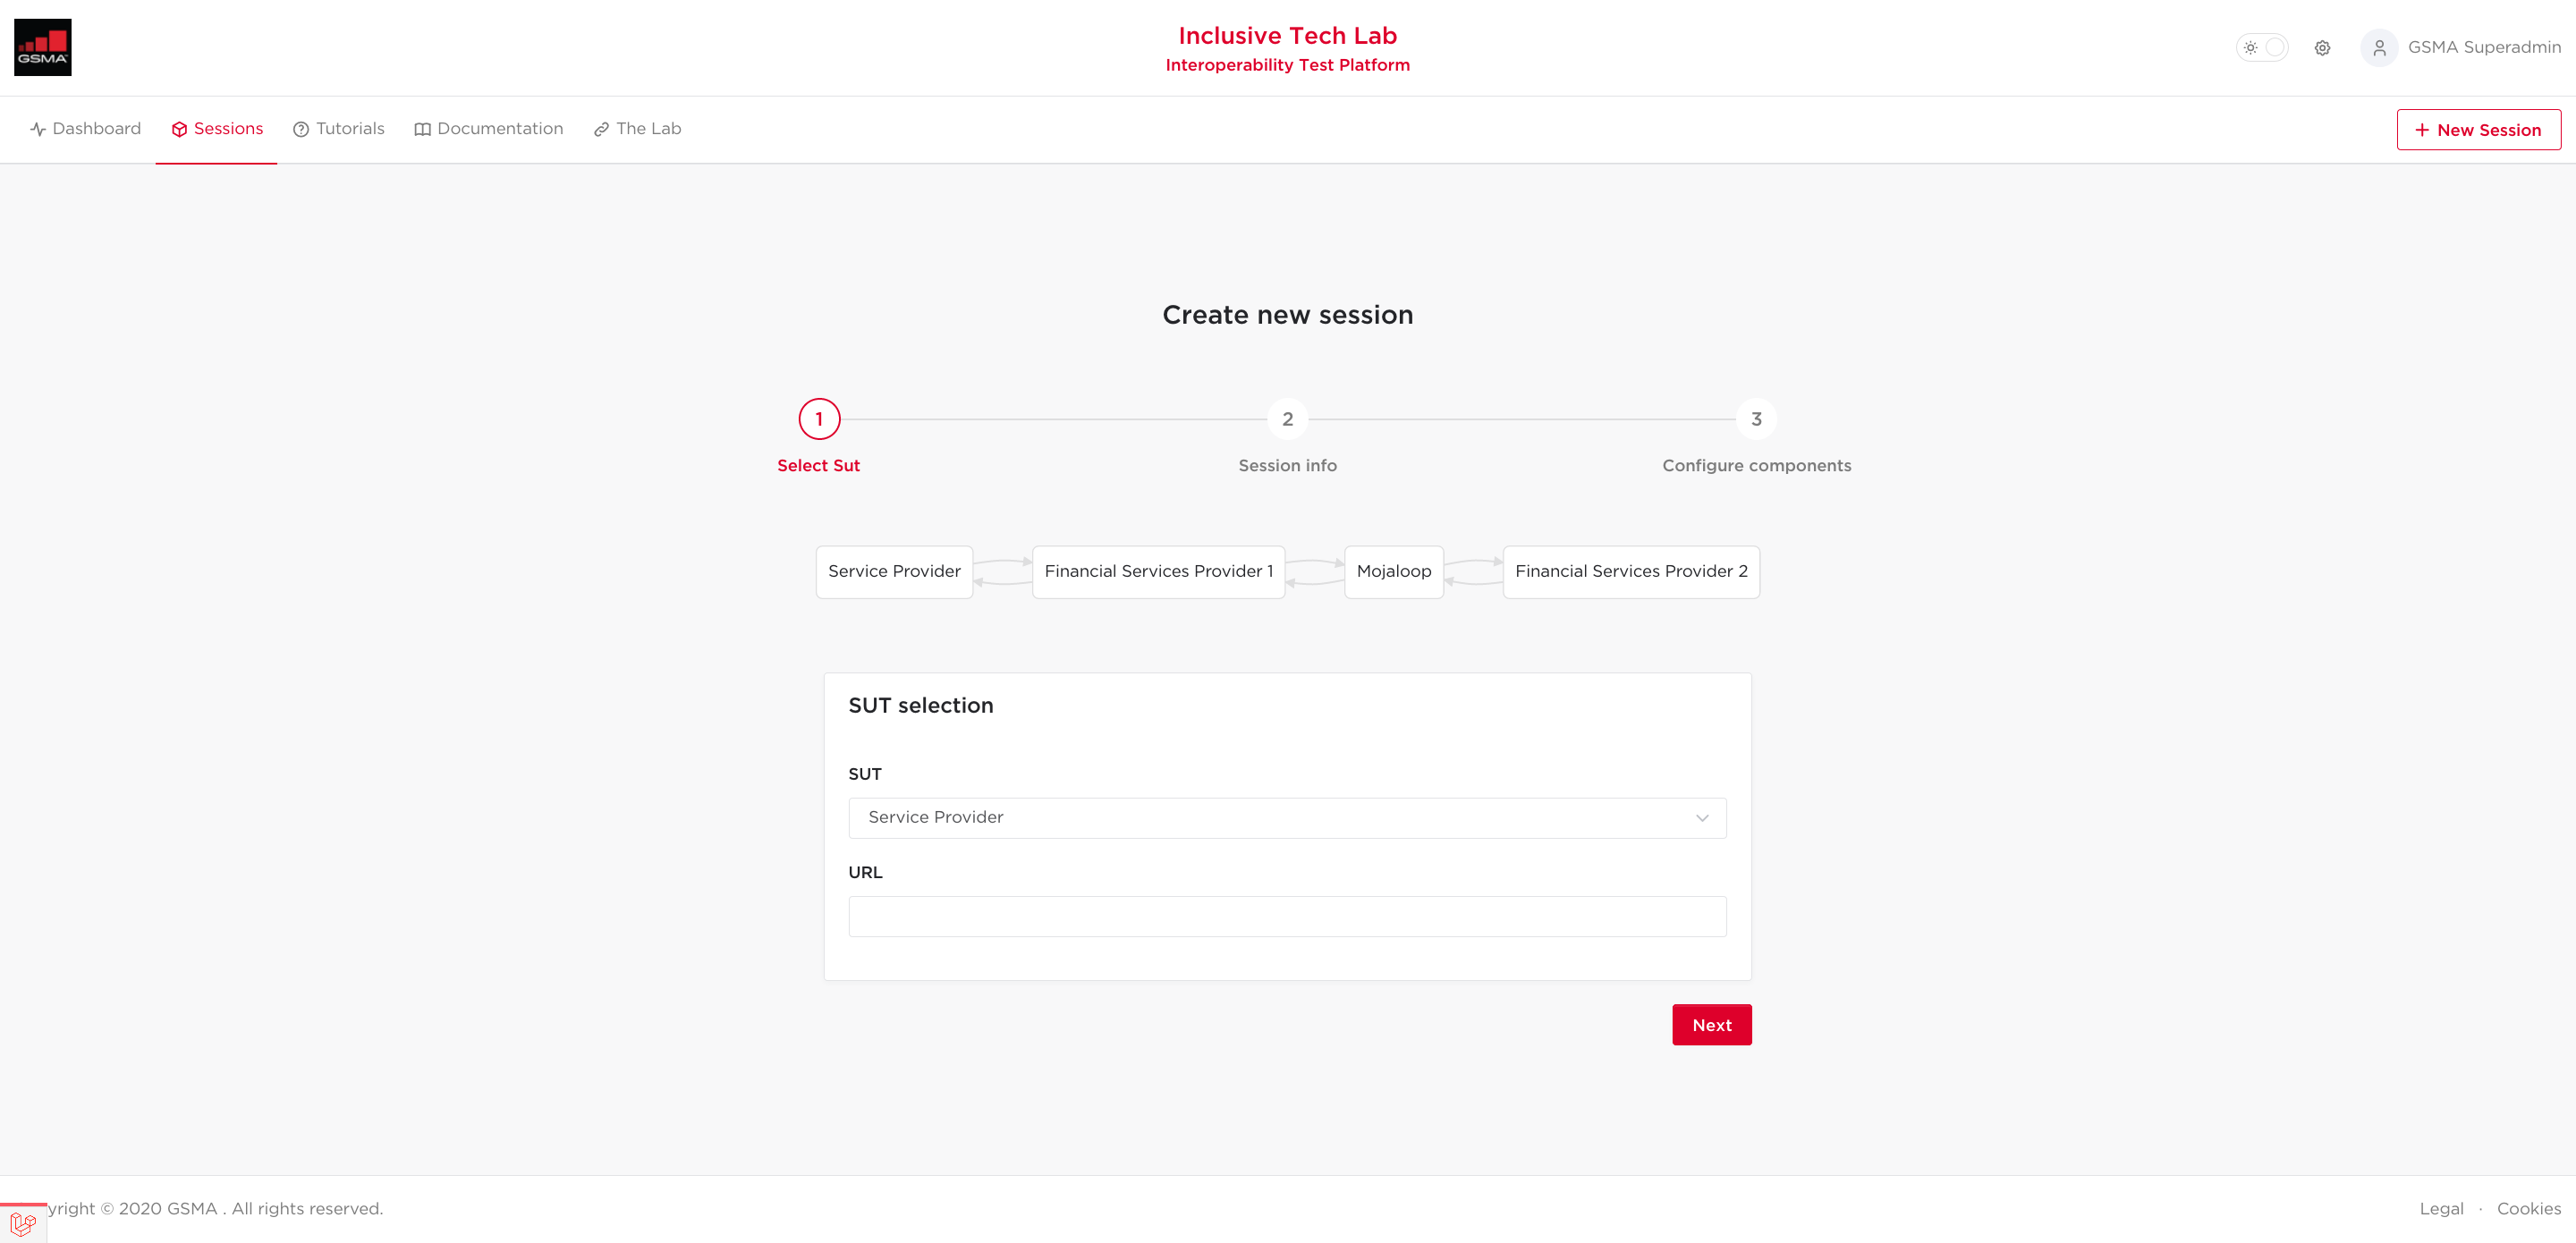 GSMA
Inclusive Tech Lab
Interoperability Test Platform
GSMA Superadmin
Dashboard
Sessions
Tutorials
Documentation
The Lab
+ New Session
Create new session
1
2
3
Select Sut
Session info
Configure components
Service Provider
Financial Services Provider 1
Mojaloop
Financial Services Provider 2
SUT selection
SUT
Service Provider
URL
Next
yright © 2020 GSMA . All rights reserved.
Legal · Cookies